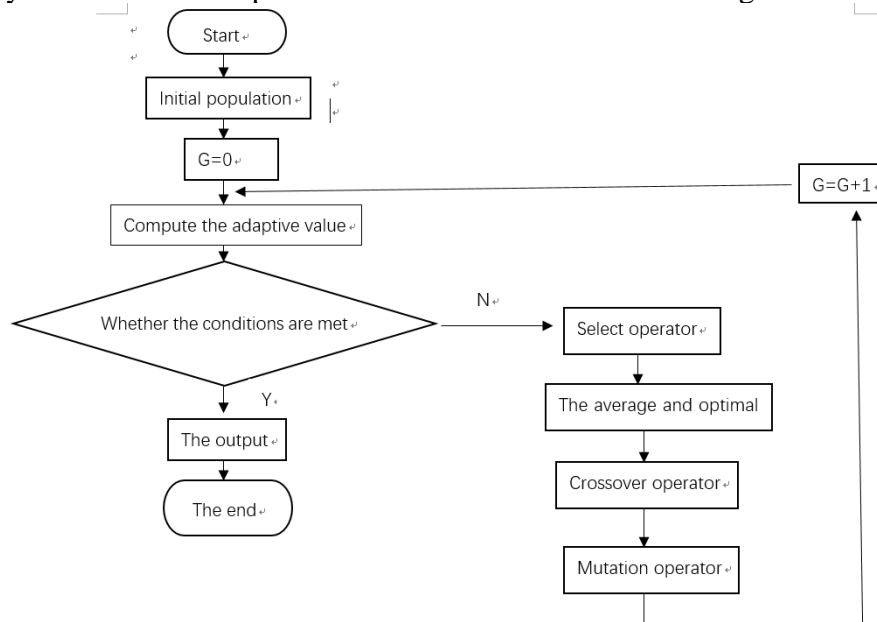 Start
Initial population
G=0
G=G+1
Compute the adaptive value
Whether the conditions are met
N
Select operator
The average and optimal
Y
The output
Crossover operator
The end
Mutation operator